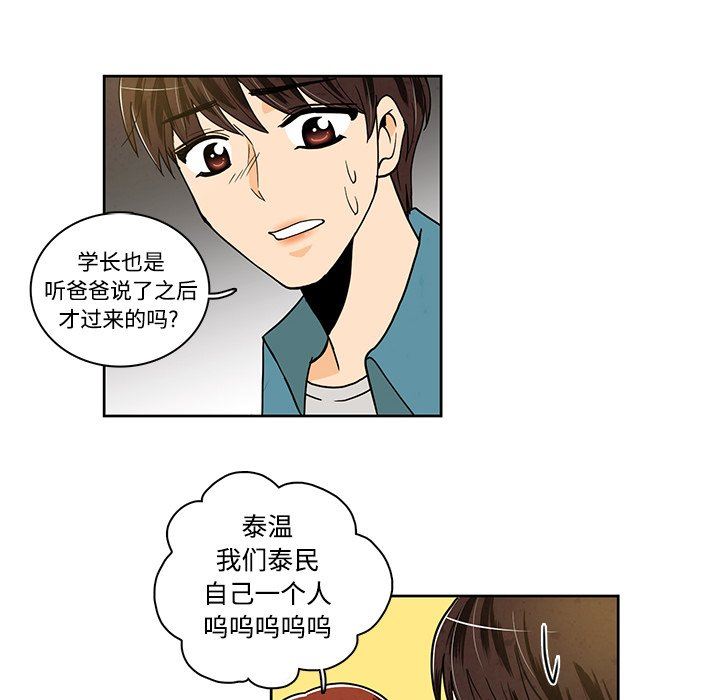 学长也是
听爸爸说了之后
才过来的吗?
泰温
我们泰民
自己一个人
呜呜呜呜呜